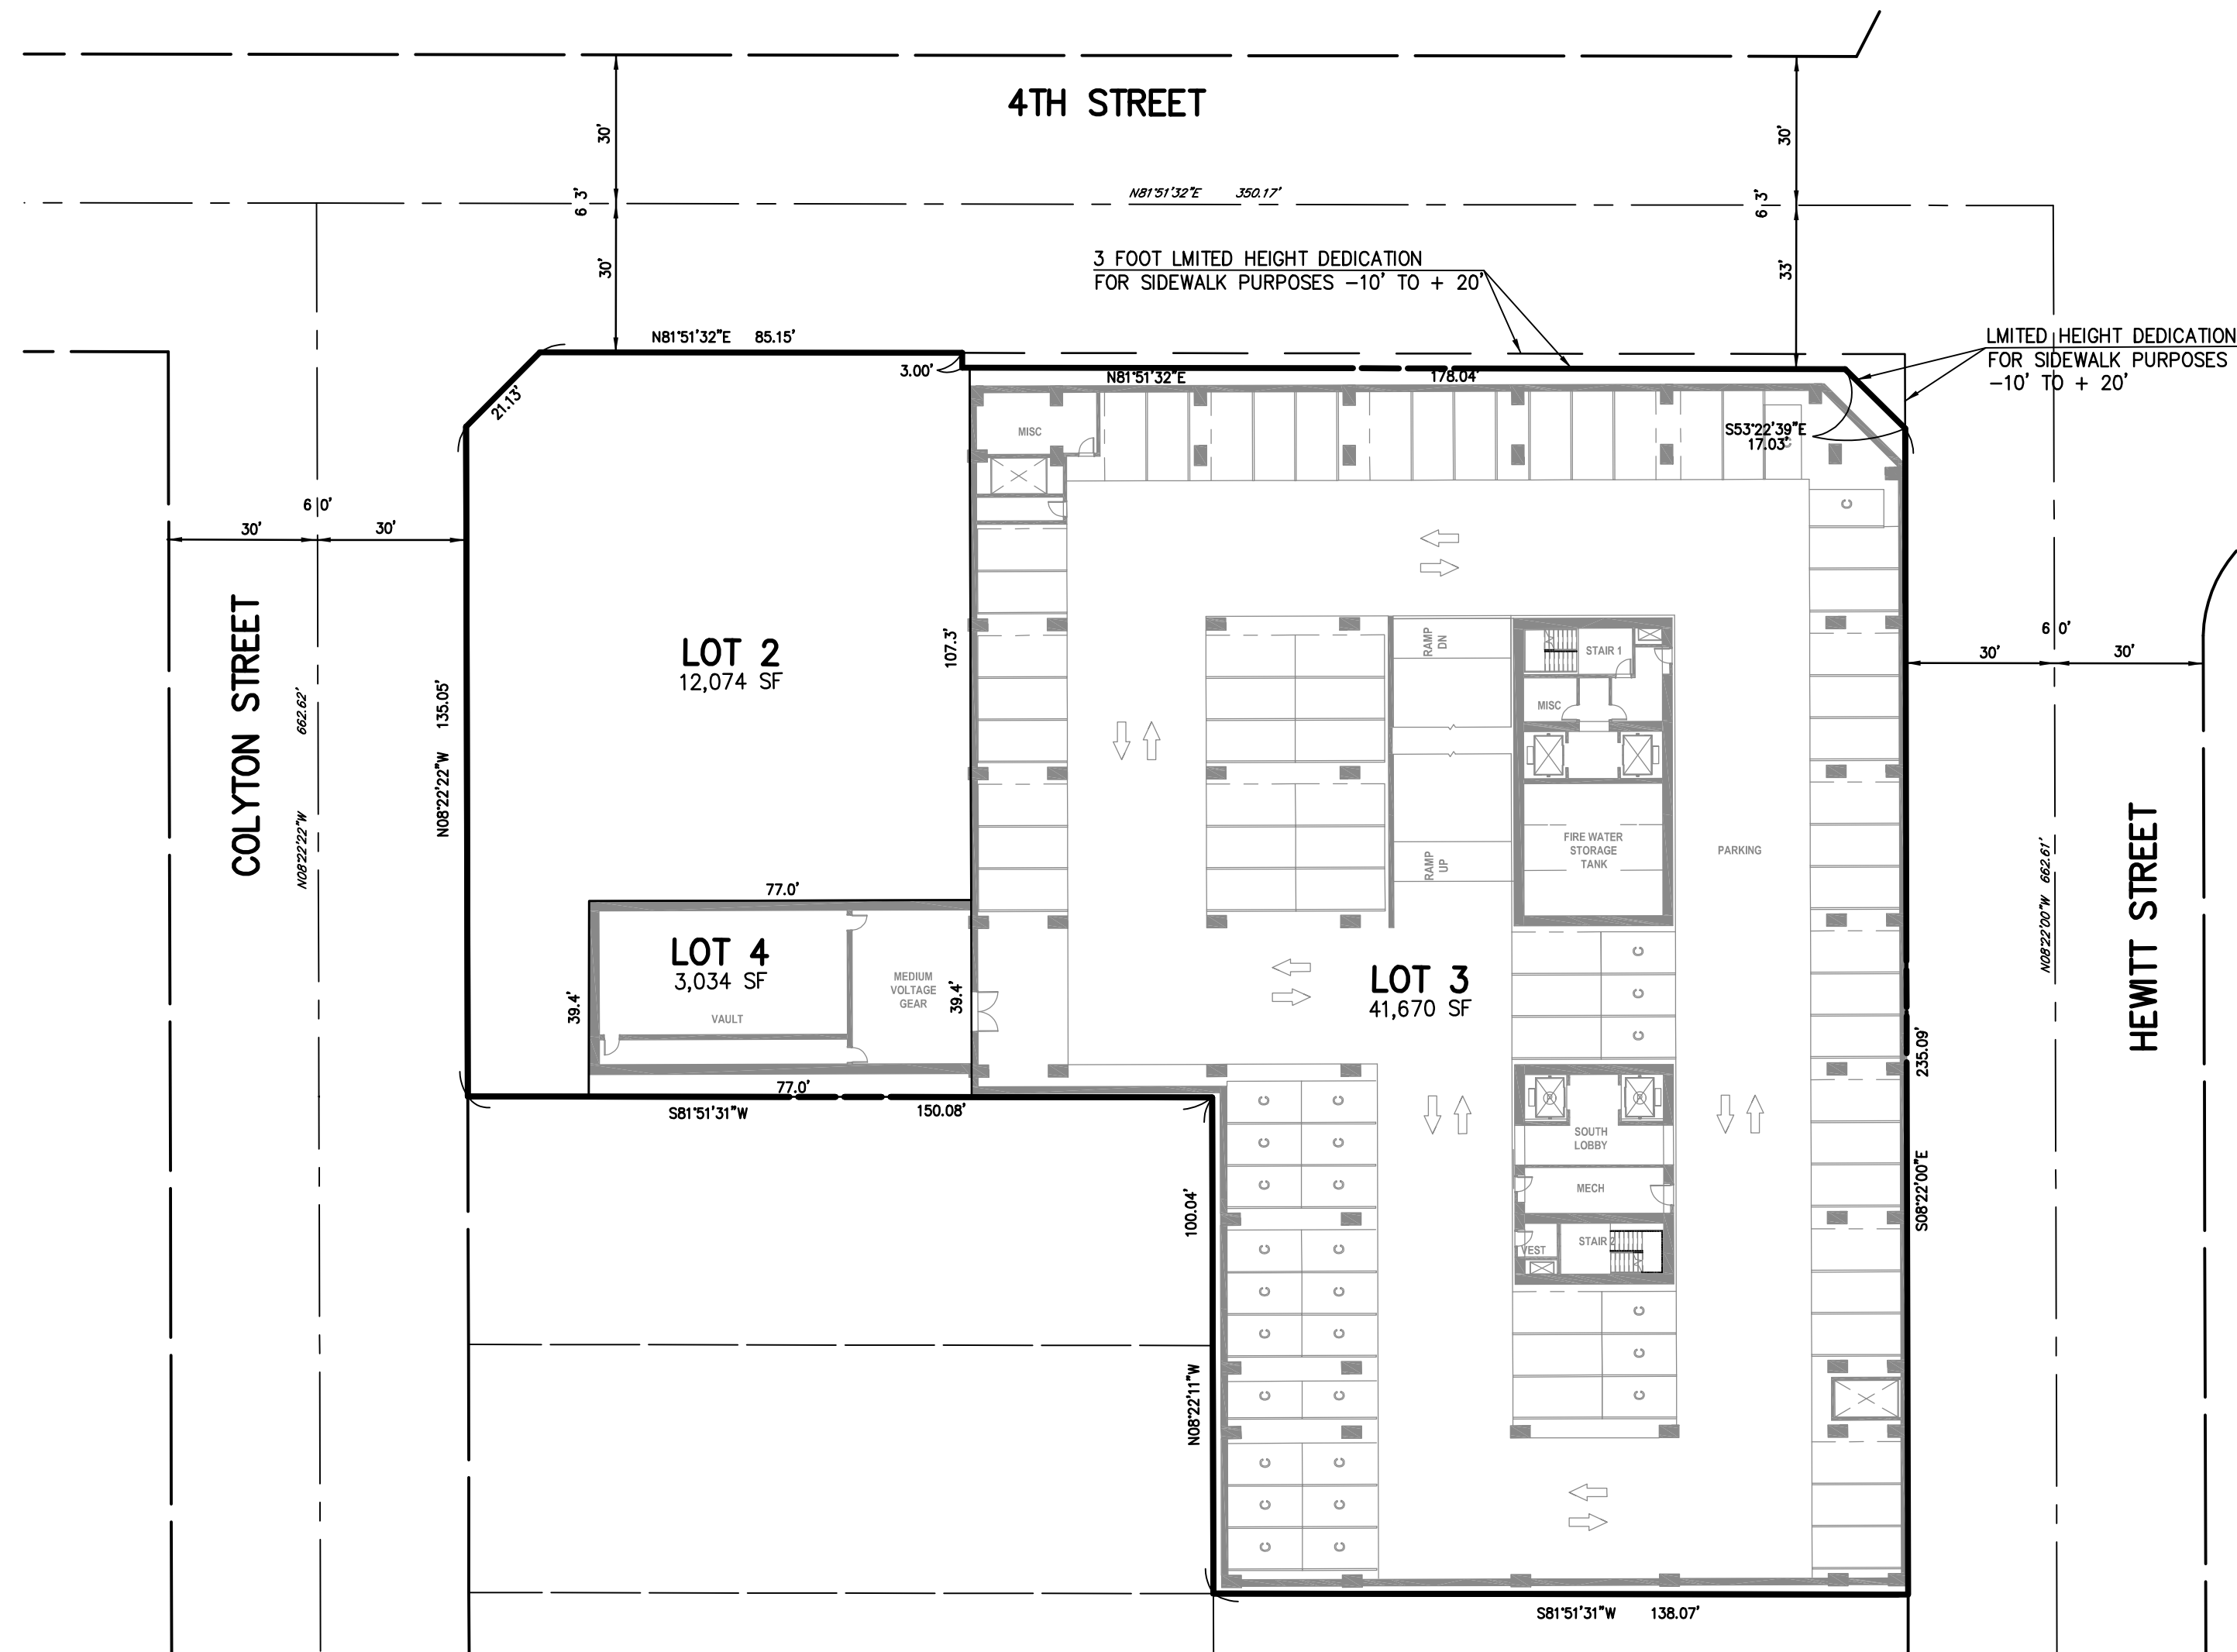 4TH STREET
30'
30'
N81°51'32"E 350.17'
6 3'
6 3'
30'
33'
3 FOOT LMITED HEIGHT DEDICATION
FOR SIDEWALK PURPOSES -10' TO + 20'
LMITED HEIGHT DEDICATION
FOR SIDEWALK PURPOSES
-10' TO + 20'
N81°51'32"E 85.15'
3.00'
N81°51'32"E
178.04'
21.13'
S53°22'39"E
17.03'
MISC
C
C
6 0'
30'
30'
COLYTON STREET
662.62'
N08°22'22"W
N08°22'22"W 135.05'
LOT 2
12,074 SF
107.3'
RAMP
DN
STAIR 1
MISC
6 0'
30'
30'
FIRE WATER
STORAGE
TANK
PARKING
RAMP
UP
HEWITT STREET
N08°22'00"W 662.61'
77.0'
LOT 4
3,034 SF
39.4'
MEDIUM
VOLTAGE
GEAR
39.4'
VAULT
LOT 3
41,670 SF
C
C
C
235.09'
S08°22'00"E
77.0'
S81°51'31"W
150.08'
C C
C C
C C
SOUTH
LOBBY
MECH
STAIR 2
VEST
100.04'
N08°22'11"W
C C
C C
C C
C
C
C
C C
C C
C C
C C
S81°51'31"W 138.07'